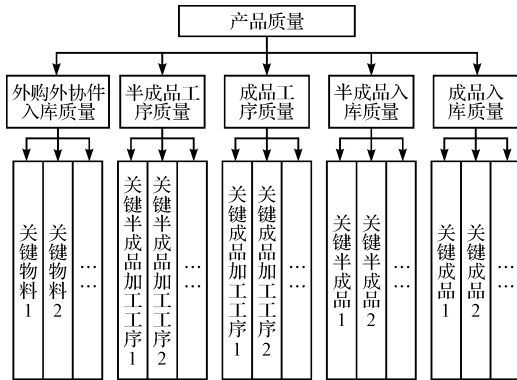 产品质量
外购外协件
入库质量
半成品工
序质量
成品工
序质量
半成品入
库质量
成品入
库质量
关键物料1
关键物料2
……
关键半成品加工工序1
关键半成品加工工序2
……
关键成品加工工序1
关键成品加工工序2
……
关键半成品1
关键半成品2
……
关键成品1
关键成品2
……